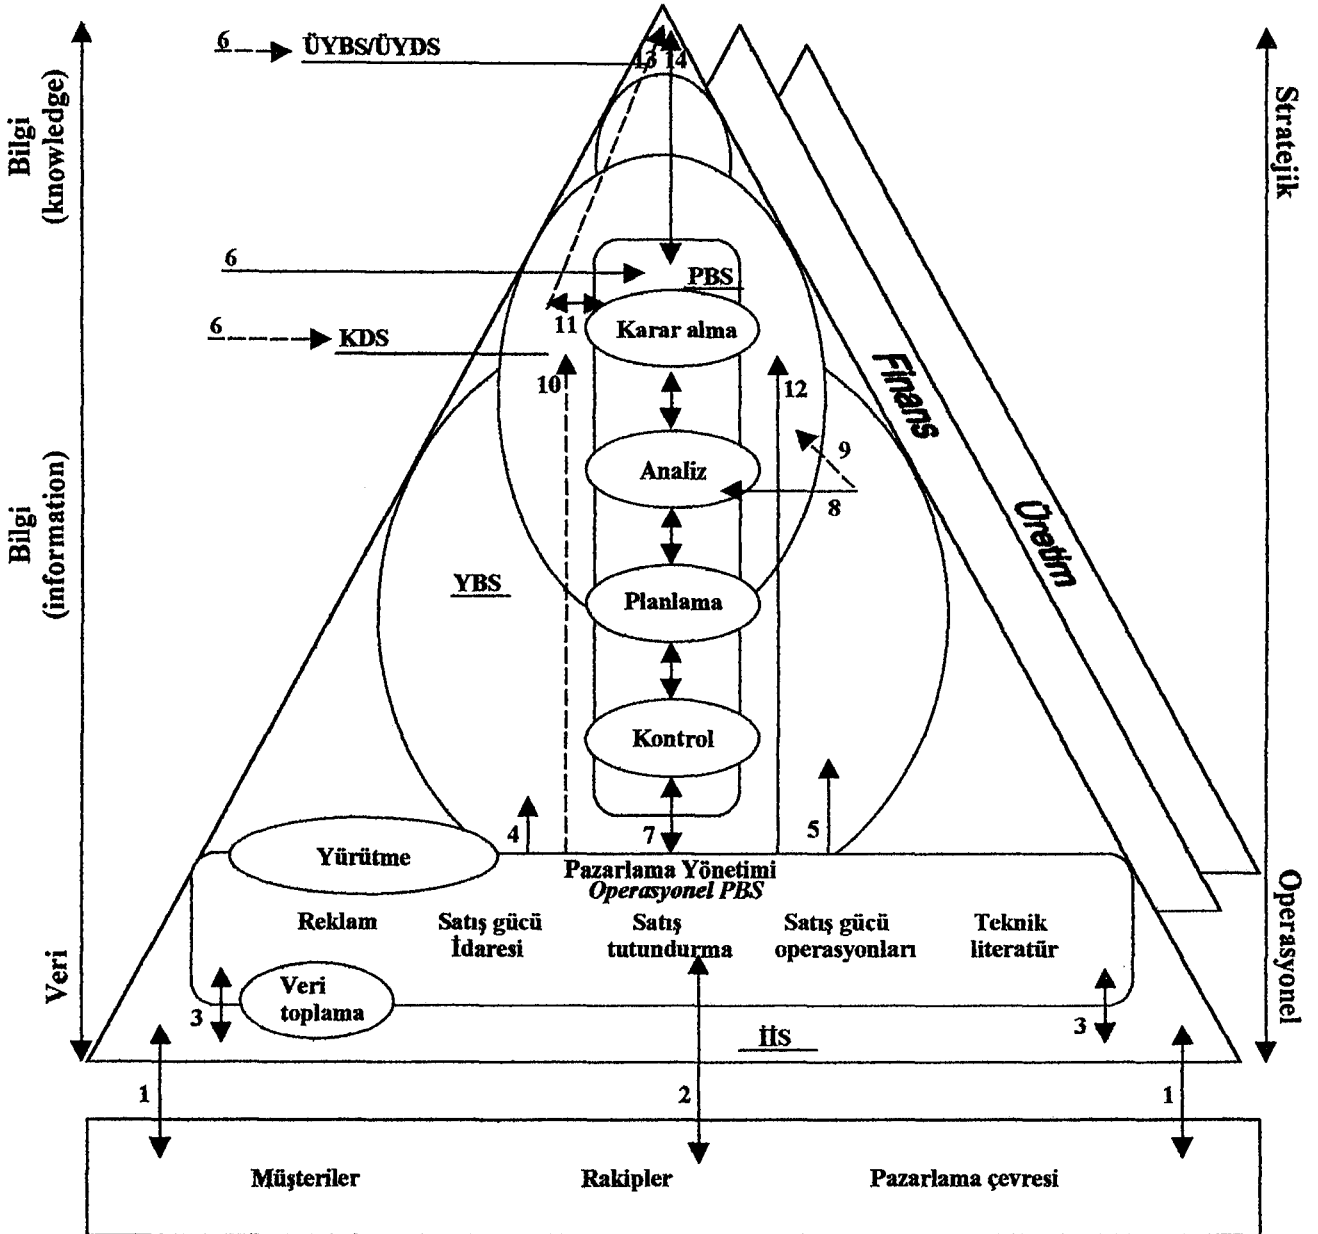 6
ÜYBS/ÜYDS
13
14
Bilgi
(knowledge)
Stratejik
6
PBS
11
Karar alma
6
KDS
10
12
Finans
Analiz
9
8
Bilgi
(information)
Üretim
YBS
Planlama
Kontrol
4
7
5
Yürütme
Pazarlama Yönetimi
Operasyonel PBS
Reklam
Satış gücü
İdaresi
Satış
tutundurma
Satış gücü
operasyonları
Teknik
literatür
Veri
Operasyonel
Veri
toplama
3
3
İİS
1
2
1
Müşteriler
Rakipler
Pazarlama çevresi